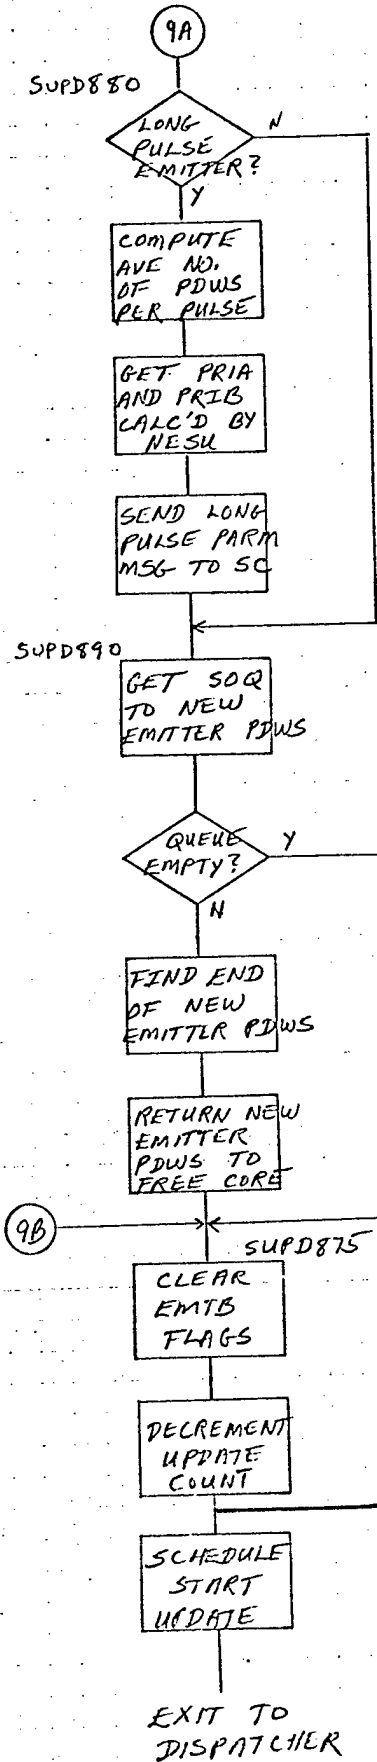 9A
SUPD880
LONG
PULSE
EMITTER?
N
Y
COMPUTE
AVE NO.
OF PDWS
PER PULSE
GET PRIA
AND PRIB
CALC'D BY
NESU
SEND LONG
PULSE PARM
MSG TO SC
SUPD890
GET SOQ
TO NEW
EMITTER PDWS
QUEUE
EMPTY?
Y
N
FIND END
OF NEW
EMITTER PDWS
RETURN NEW
EMITTER
PDWS TO
FREE CORE
9B
SUPD875
CLEAR
EMTB
FLAGS
DECREMENT
UPDATE
COUNT
SCHEDULE
START
UPDATE
EXIT TO
DISPATCHER